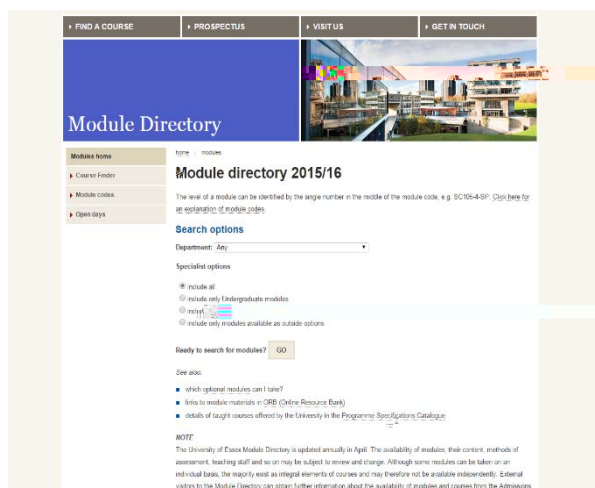 FIND A COURSE
PROSPECTUS
VISIT US
GET IN TOUCH
Module Directory
Modules home
Course Finder
Module codes
Open days
home : modules
Module directory 2015/16
The level of a module can be identified by the single number in the middle of the module code, e.g. SC105-4-SP. Click here for
an explanation of module codes.
Search options
Department: Any
Specialist options
include all
include only Undergraduate modules
include only modules available as outside options
Ready to search for modules? GO
See also:
which optional modules can I take?
links to module materials in ORB (Online Resource Bank)
details of taught courses offered by the University in the Programme Specifications Catalogue
NOTE
The University of Essex Module Directory is updated annually in April. The availability of modules, their content, methods of
assessment, teaching staff and so on may be subject to review and change. Although some modules can be taken on an
individual basis, the majority exist as integral elements of courses and may therefore not be available independently. External
visitors to the Module Directory can obtain further information about the availability of modules and courses from the Admissions